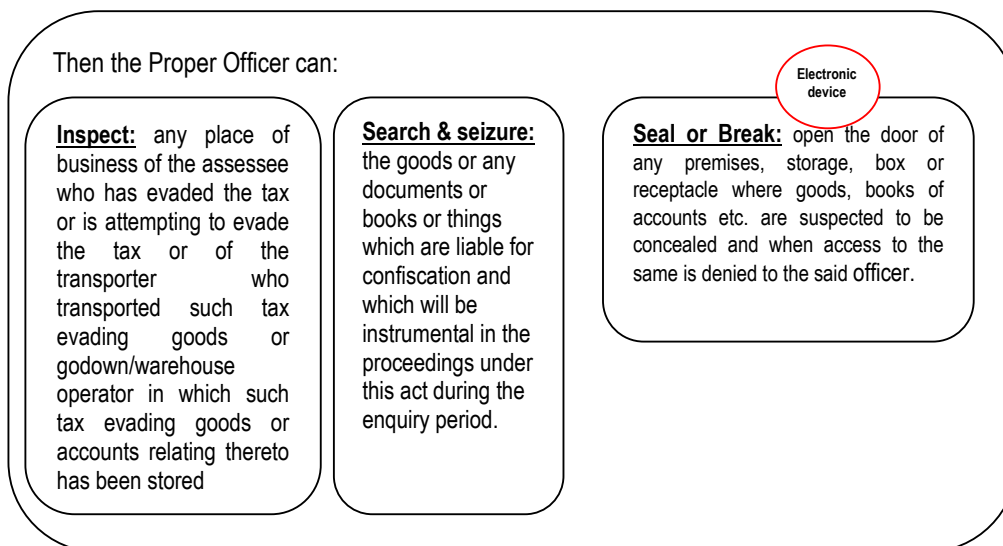 Then the Proper Officer can:
Inspect: any place of
business of the assessee
who has evaded the tax
or is attempting to evade
the tax or of the
transporter who
transported such tax
evading goods or
godown/warehouse
operator in which such
tax evading goods or
accounts relating thereto
has been stored
Search & seizure:
the goods or any
documents or
books or things
which are liable for
confiscation and
which will be
instrumental in the
proceedings under
this act during the
enquiry period.
Electronic
device
Seal or Break: open the door of
any premises, storage, box or
receptacle where goods, books of
accounts etc. are suspected to be
concealed and when access to the
same is denied to the said officer.